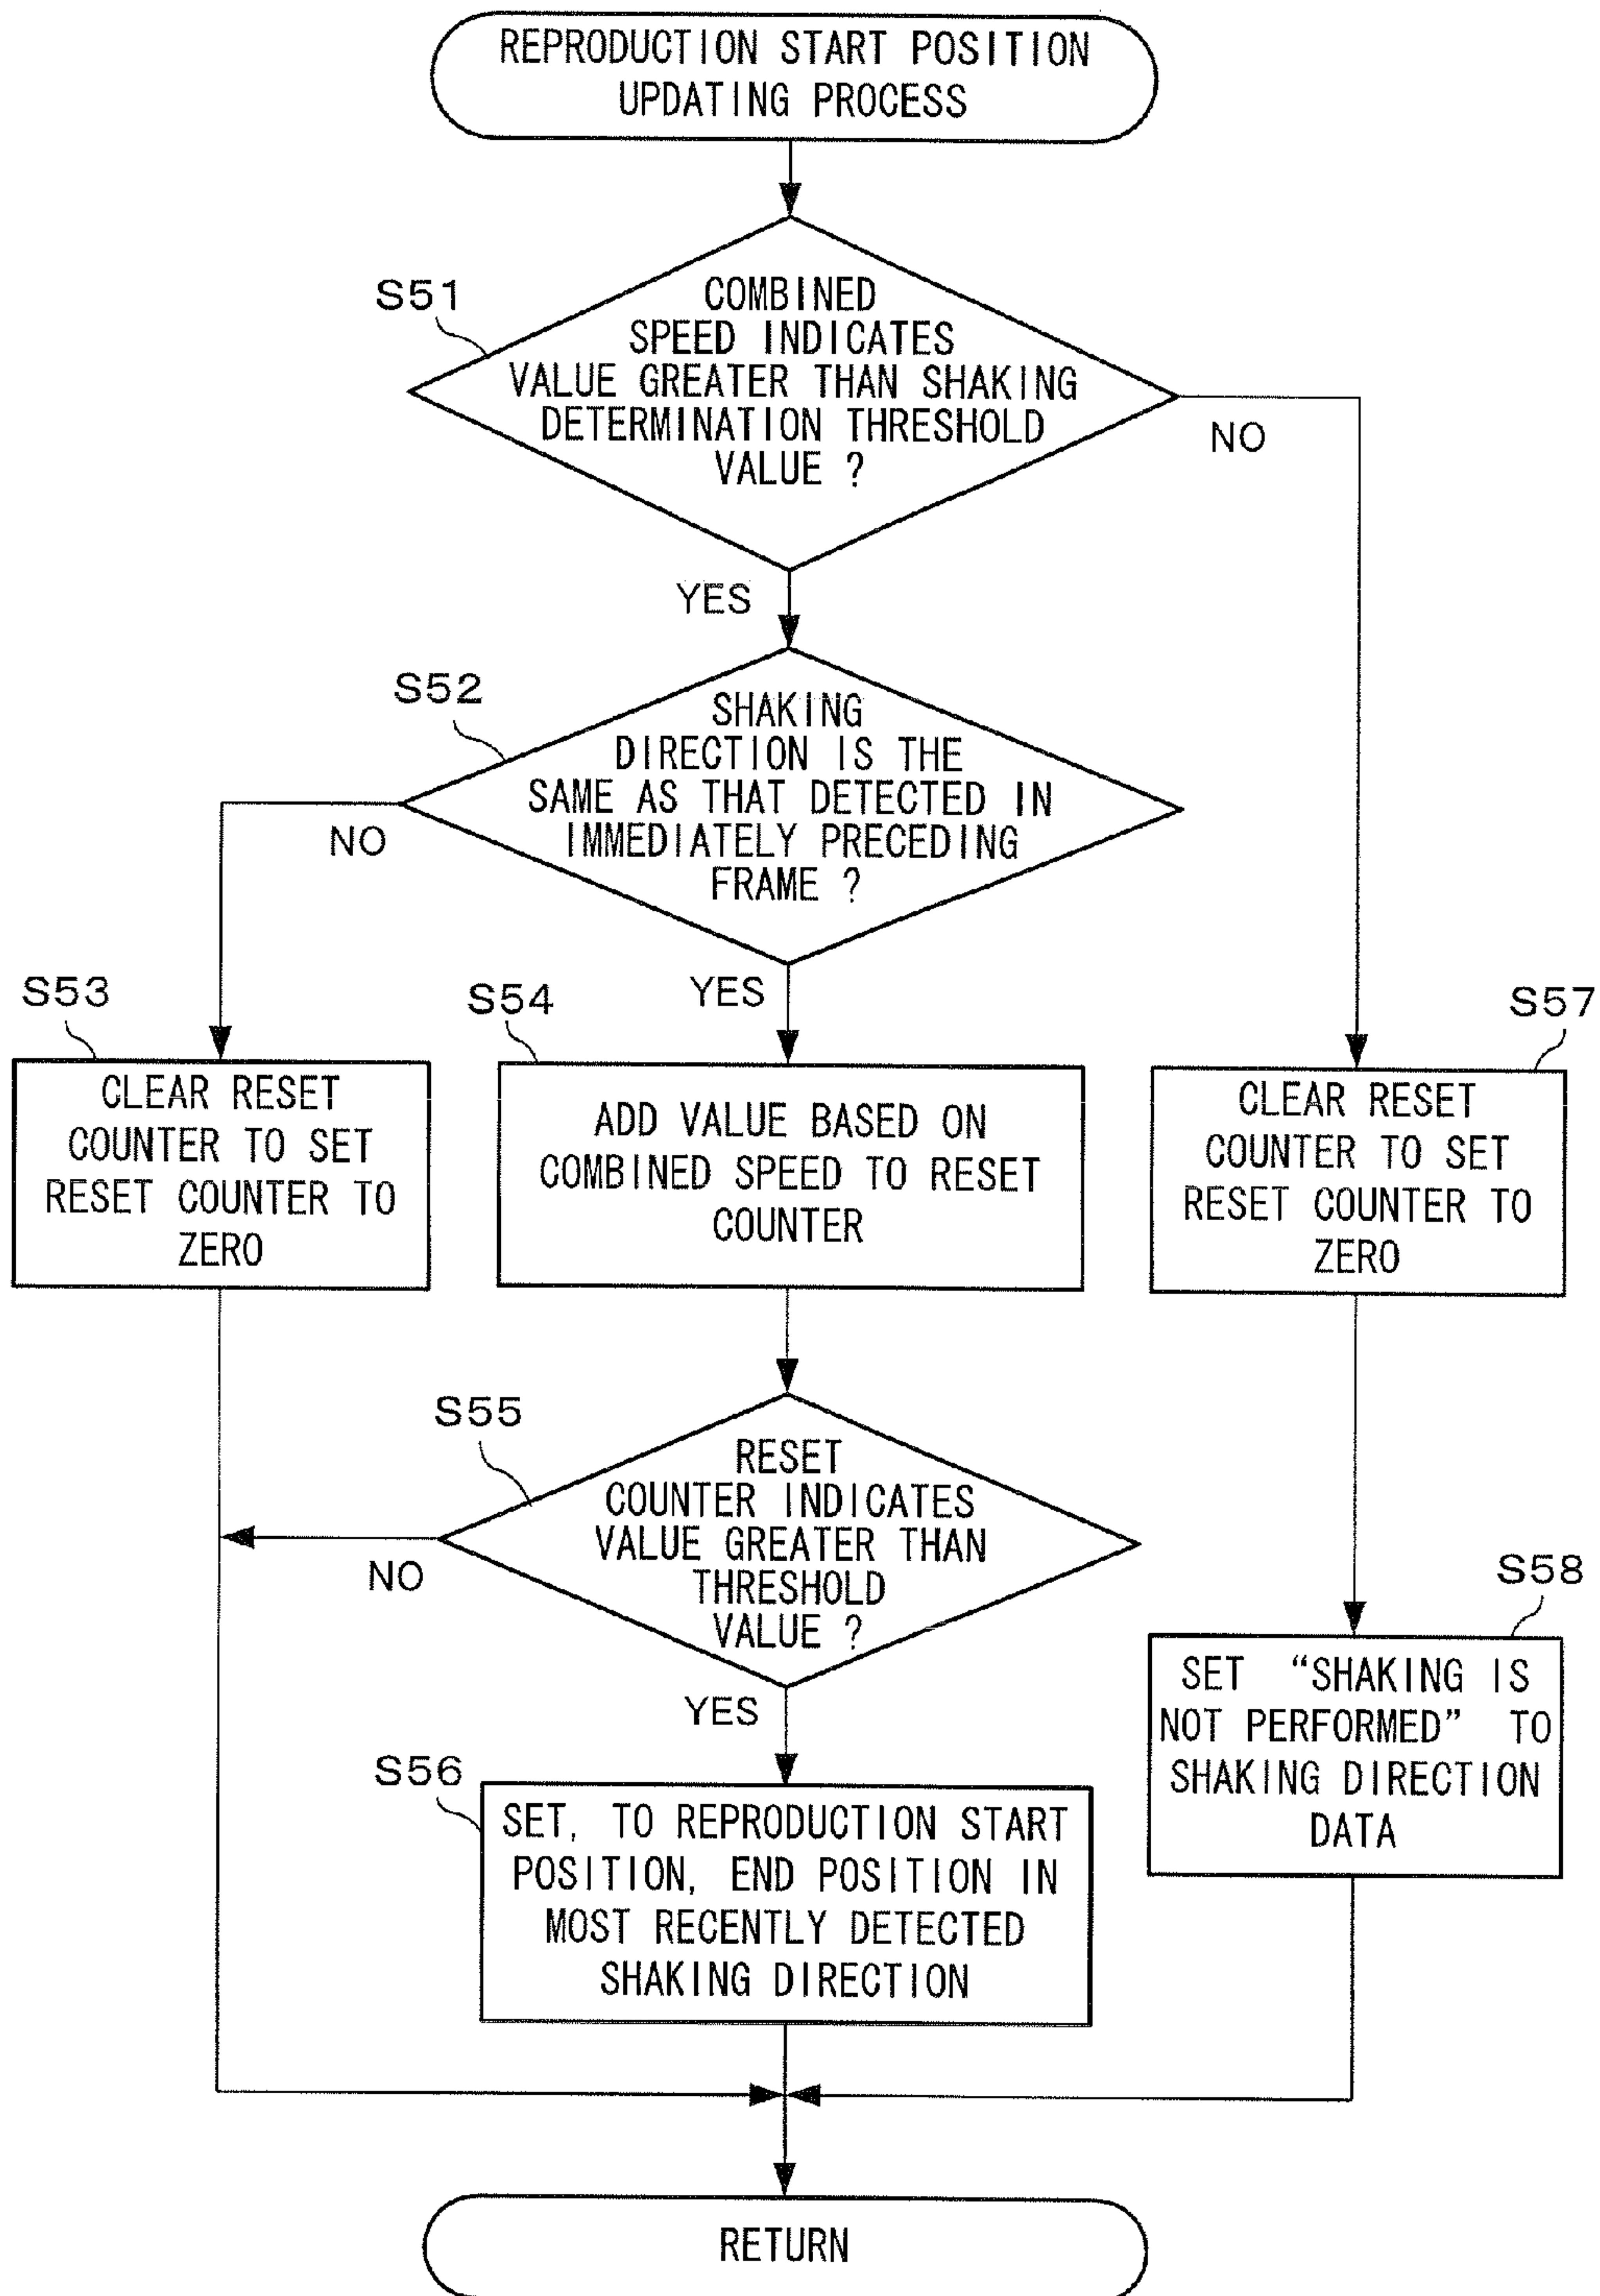 REPRODUCTION START POSITION
UPDATING PROCESS
S51
COMBINED
SPEED INDICATES
VALUE GREATER THAN SHAKING
DETERMINATION THRESHOLD
VALUE ?
NO
YES
S52
SHAKING
DIRECTION IS THE
SAME AS THAT DETECTED IN
IMMEDIATELY PRECEDING
FRAME ?
NO
YES
S53
CLEAR RESET
COUNTER TO SET
RESET COUNTER TO
ZERO
S54
ADD VALUE BASED ON
COMBINED SPEED TO RESET
COUNTER
S57
CLEAR RESET
COUNTER TO SET
RESET COUNTER TO
ZERO
S55
RESET
COUNTER INDICATES
VALUE GREATER THAN
THRESHOLD
VALUE ?
NO
YES
S58
SET “SHAKING IS
NOT PERFORMED” TO
SHAKING DIRECTION
DATA
S56
SET, TO REPRODUCTION START
POSITION, END POSITION IN
MOST RECENTLY DETECTED
SHAKING DIRECTION
RETURN